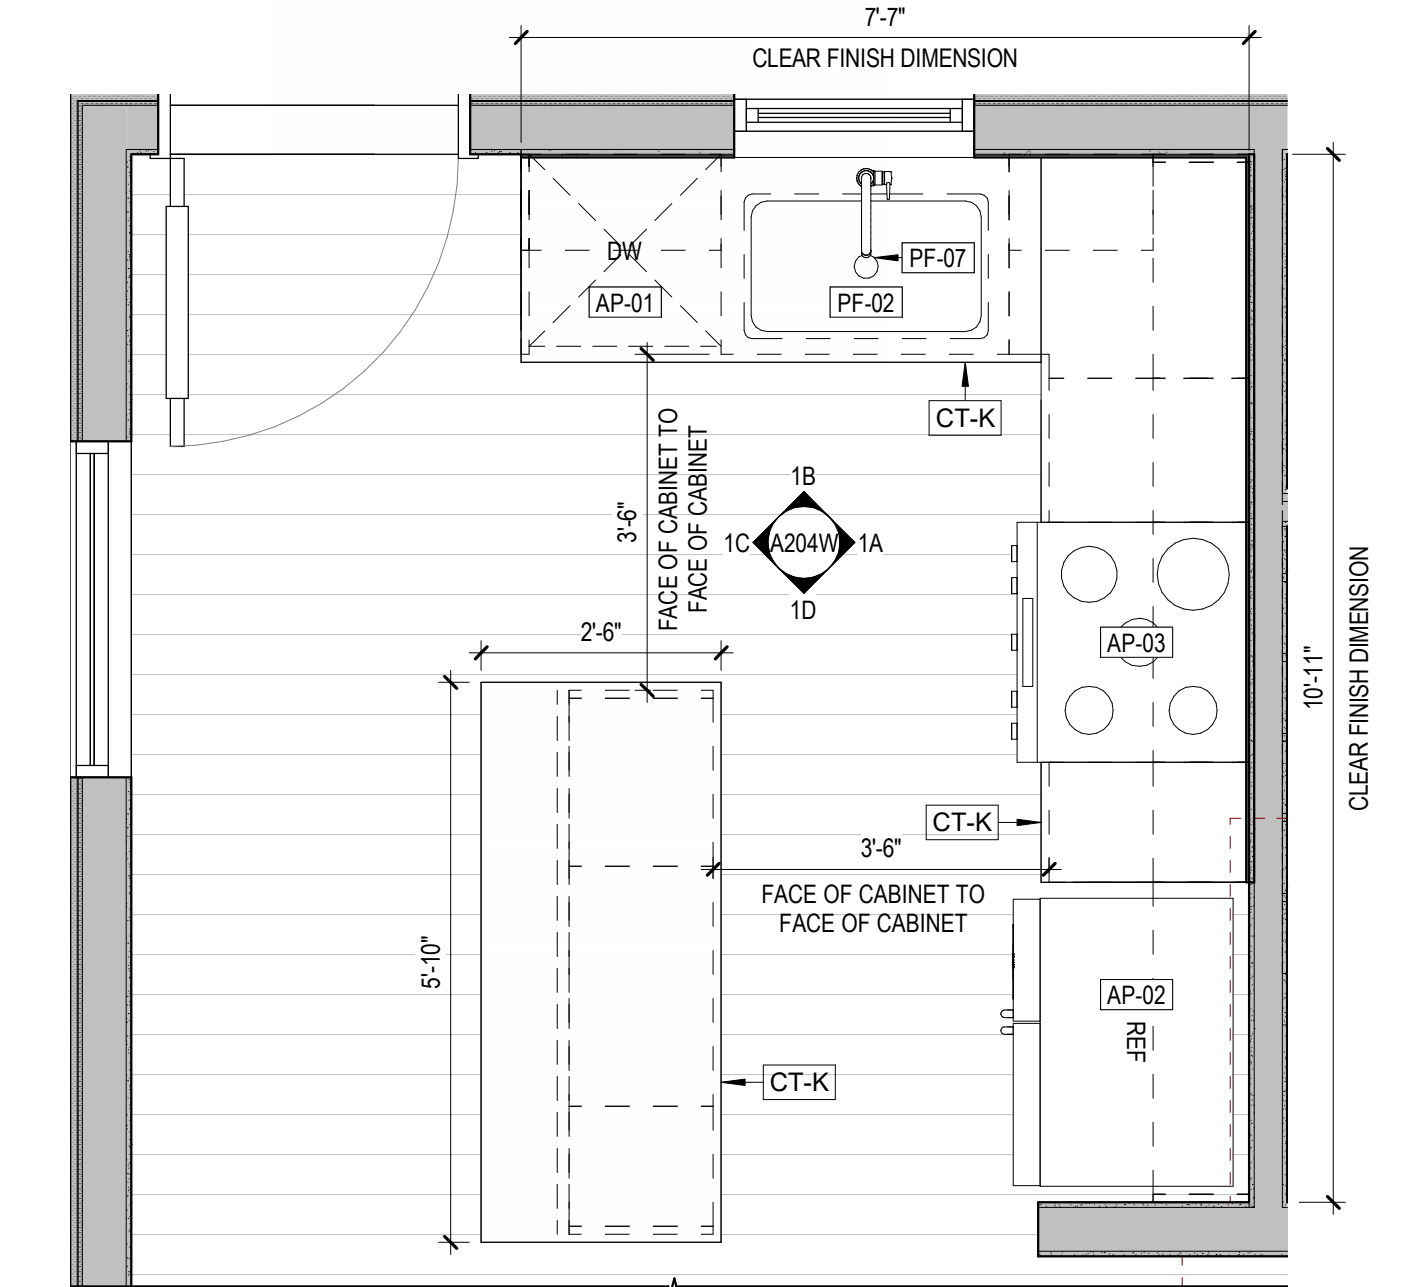 7'-7"
CLEAR FINISH DIMENSION
DW
AP-01
PF-07
PF-02
CT-K
FACE OF CABINET TO
FACE OF CABINET
3'-6"
1B
1C
A204W
1A
1D
2'-6"
AP-03
10'-11"
CLEAR FINISH DIMENSION
CT-K
3'-6"
FACE OF CABINET TO
FACE OF CABINET
5'-10"
AP-02
REF
CT-K